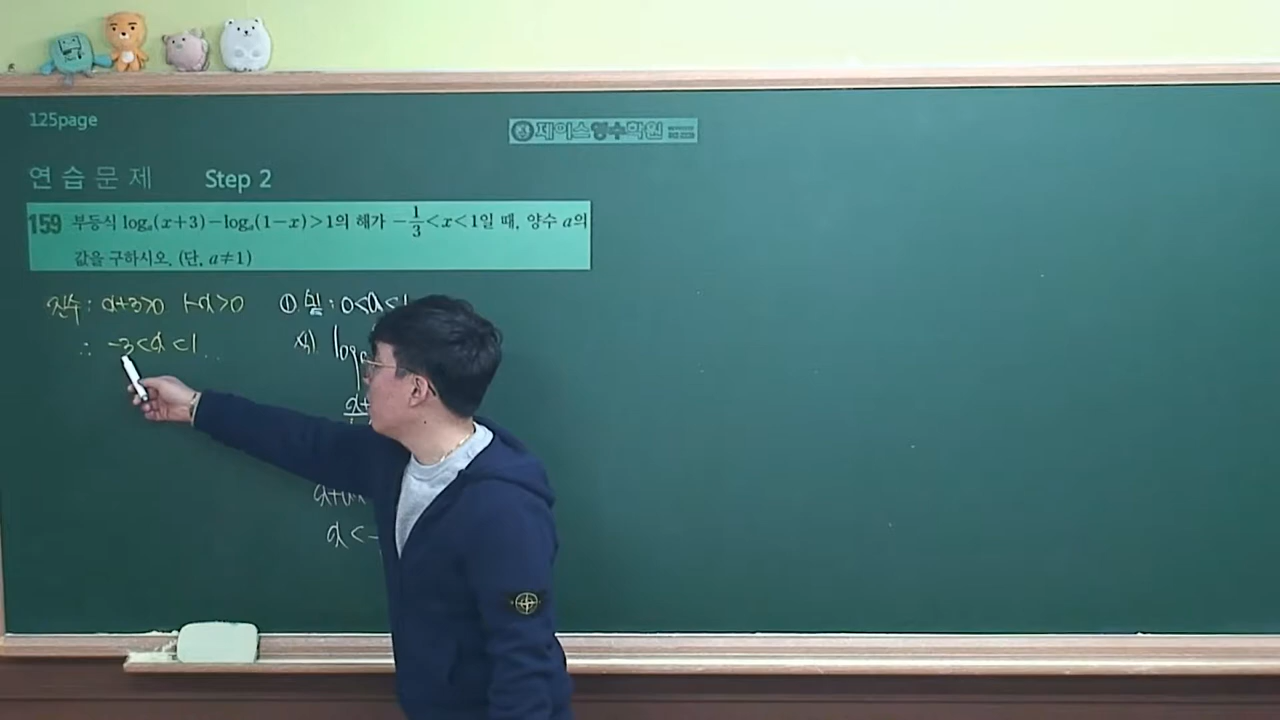 125page
제이스영수학원
연습문제 Step 2
159 부등식 logₐ(x+3)-logₐ(1-x)>1의 해가 -1/3<x<1일 때, 양수 a의
값을 구하시오. (단, a≠1)
진수: x+3>0 1-x>0
∴ -3<x<1
① 밑: 0<a<1
식) log
x+
x<-